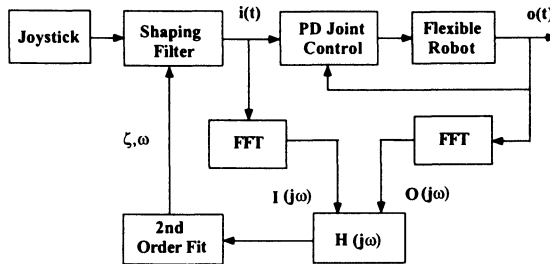 Joystick
Shaping
Filter
i(t)
PD Joint
Control
Flexible
Robot
o(t)
ζ,ω
FFT
FFT
I (jω)
O (jω)
2nd
Order Fit
H (jω)